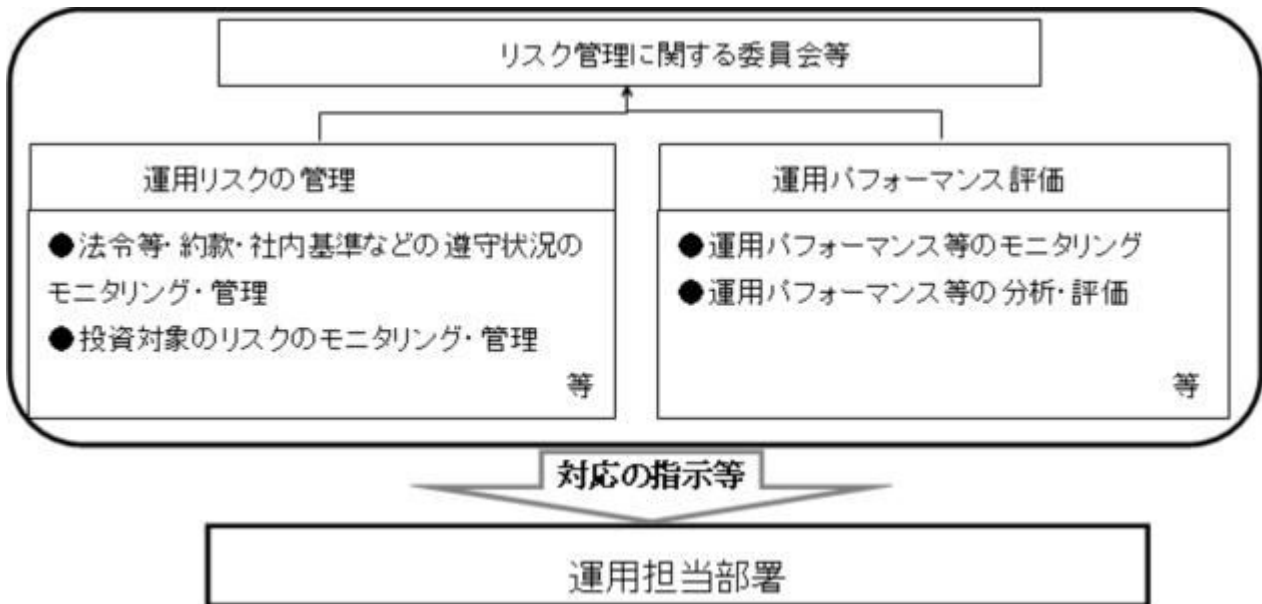 リスク管理に関する委員会等
運用リスクの管理
●法令等・約款・社内基準などの遵守状況の
モニタリング・管理
●投資対象のリスクのモニタリング・管理
等
運用パフォーマンス評価
●運用パフォーマンス等のモニタリング
●運用パフォーマンス等の分析・評価
等
対応の指示等
運用担当部署